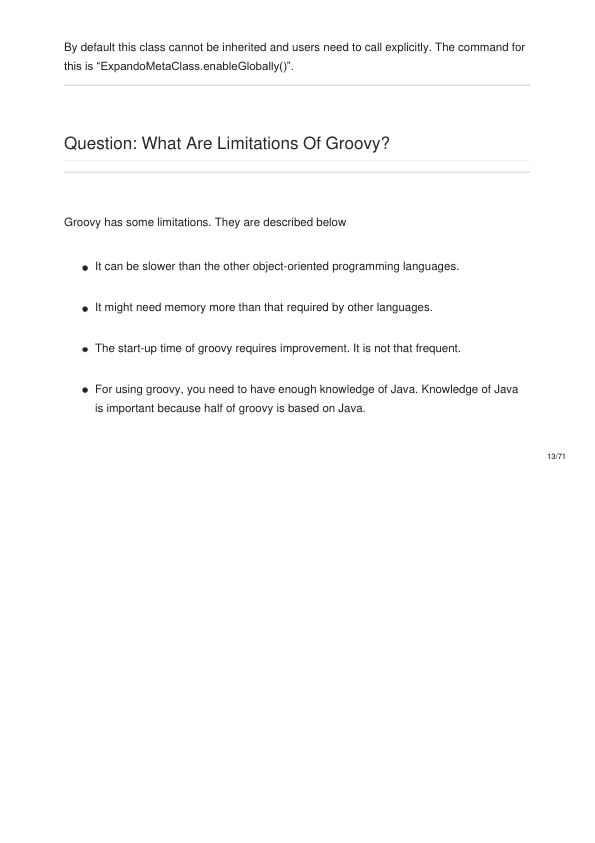 By default this class cannot be inherited and users need to call explicitly. The command for
this is “ExpandoMetaClass.enableGlobally()”.
Question: What Are Limitations Of Groovy?
Groovy has some limitations. They are described below
● It can be slower than the other object-oriented programming languages.
● It might need memory more than that required by other languages.
● The start-up time of groovy requires improvement. It is not that frequent.
● For using groovy, you need to have enough knowledge of Java. Knowledge of Java
is important because half of groovy is based on Java.
13/71